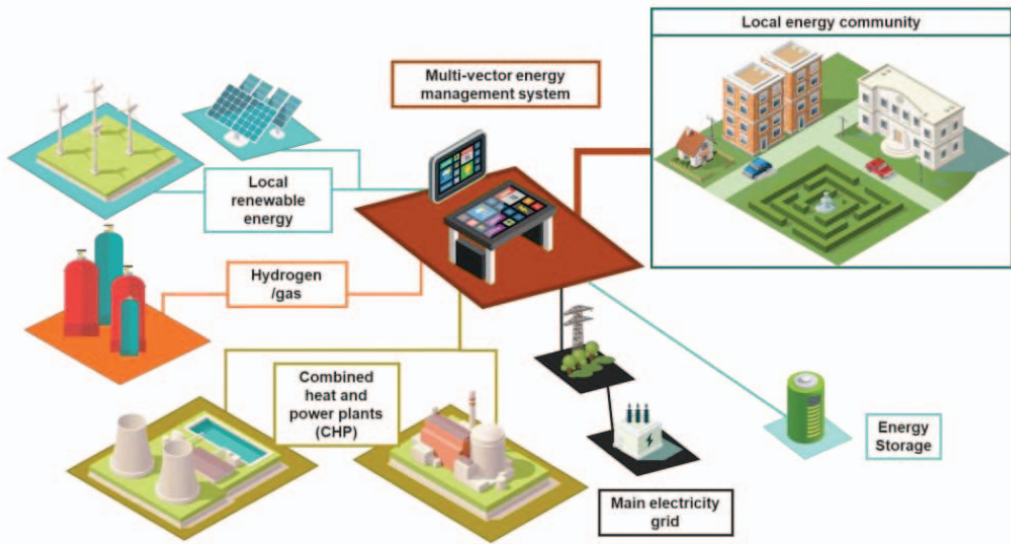 Local energy community
Multi-vector energy
management system
Local
renewable
energy
Hydrogen
/gas
Combined
heat and
power plants
(CHP)
Energy
Storage
Main electricity
grid